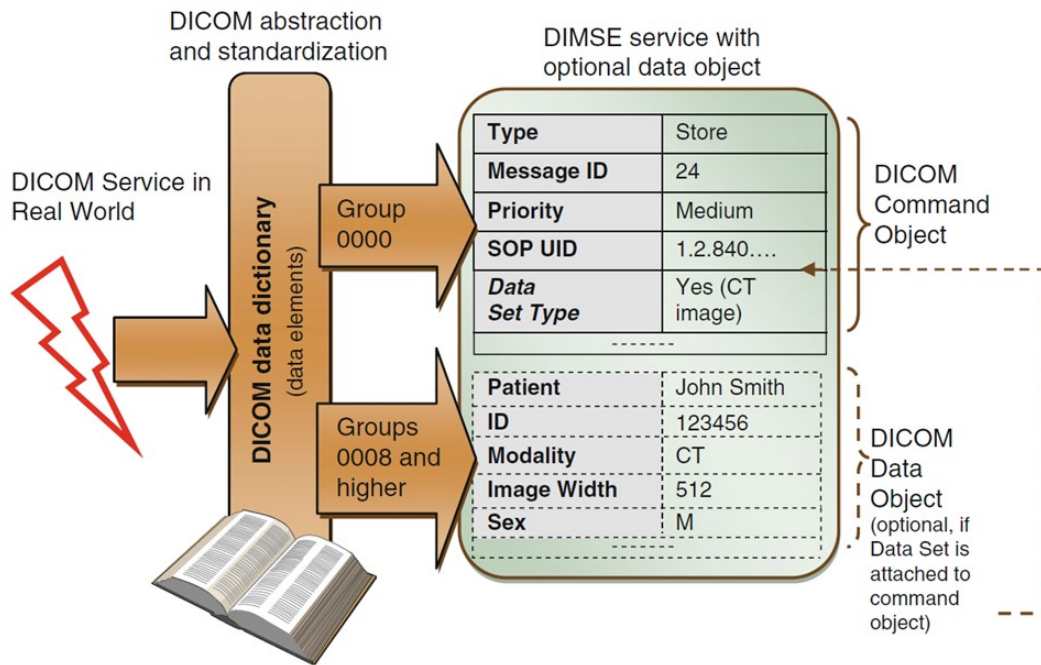 DICOM abstraction
and standardization
DIMSE service with
optional data object
DICOM Service in
Real World
DICOM data dictionary
(data elements)
Group
0000
Groups
0008 and
higher
Type Store
Message ID 24
Priority Medium
SOP UID 1.2.840....
Data
Set Type
Yes (CT
image)
Patient John Smith
ID 123456
Modality CT
Image Width 512
Sex M
DICOM
Command
Object
DICOM
Data
Object
(optional, if
Data Set is
attached to
command
object)